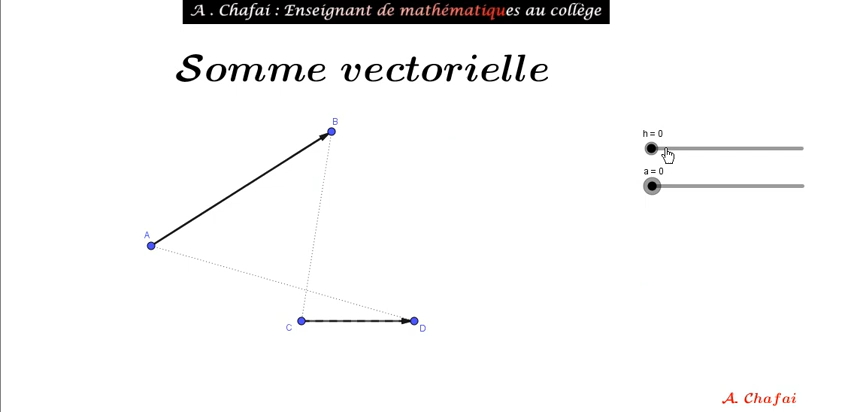 A . Chafai : Enseignant de mathématiques au collège
Somme vectorielle
B
h = 0
a = 0
A
C
D
A. Chafai